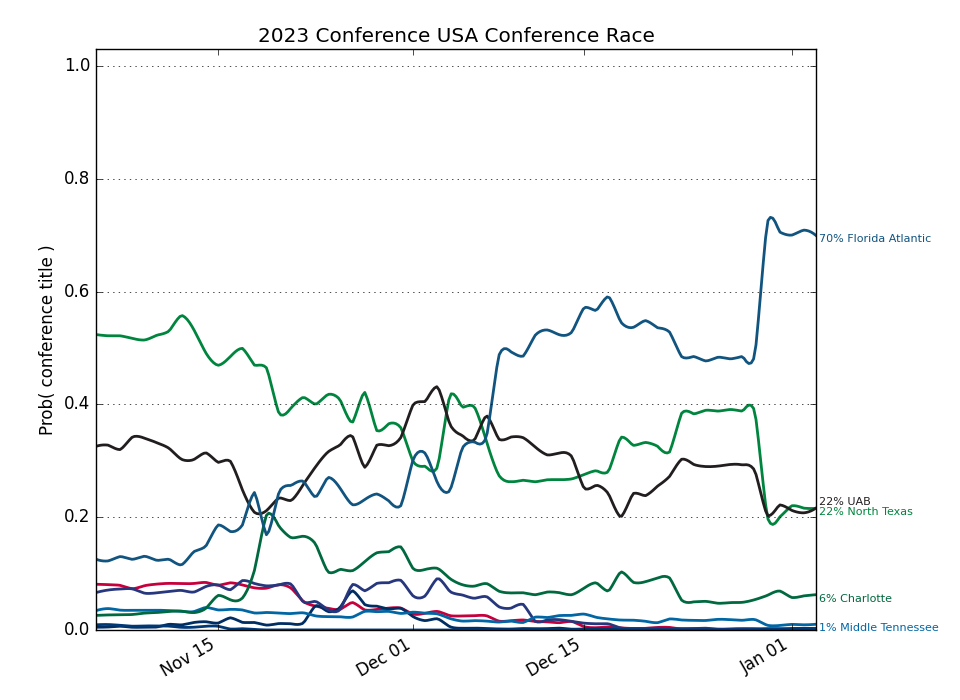 2023 Conference USA Conference Race
Prob( conference title )
1.0
0.8
0.6
0.4
0.2
0.0
Nov 15
Dec 01
Dec 15
Jan 01
70% Florida Atlantic
22% UAB
22% North Texas
6% Charlotte
1% Middle Tennessee